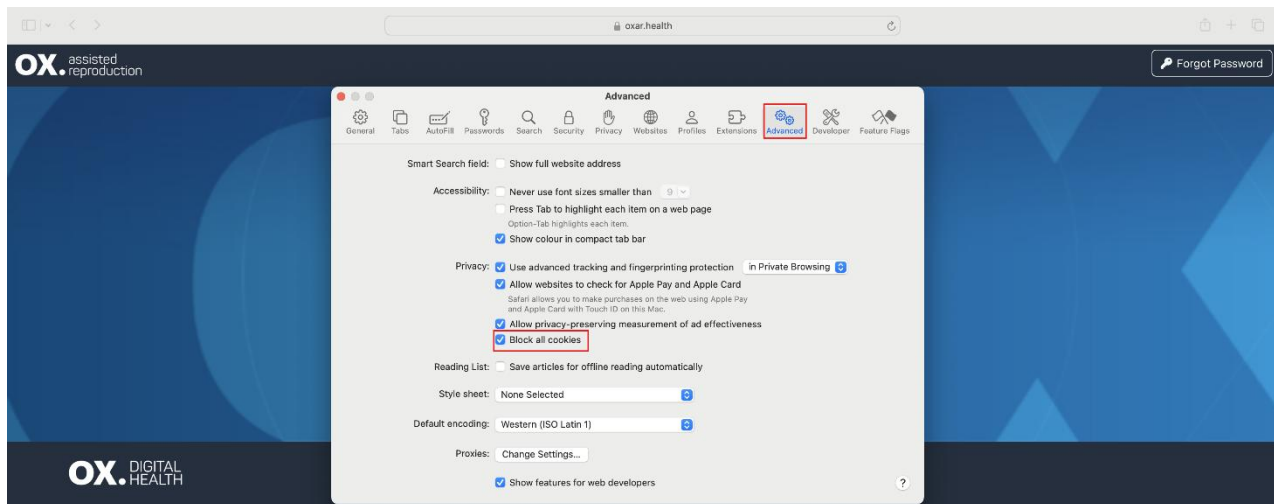 oxar.health
OX. assisted reproduction
Forgot Password
Advanced
General Tabs AutoFill Passwords Search Security Privacy Websites Profiles Extensions Advanced Developer Feature Flags
Smart Search field: Show full website address
Accessibility: Never use font sizes smaller than 9
Press Tab to highlight each item on a web page
Option-Tab highlights each item.
Show colour in compact tab bar
Privacy: Use advanced tracking and fingerprinting protection in Private Browsing
Allow websites to check for Apple Pay and Apple Card
Safari allows you to make purchases on the web using Apple Pay
and Apple Card with Touch ID on this Mac.
Allow privacy-preserving measurement of ad effectiveness
Block all cookies
Reading List: Save articles for offline reading automatically
Style sheet: None Selected
Default encoding: Western (ISO Latin 1)
Proxies: Change Settings...
Show features for web developers ?
OX. DIGITAL HEALTH